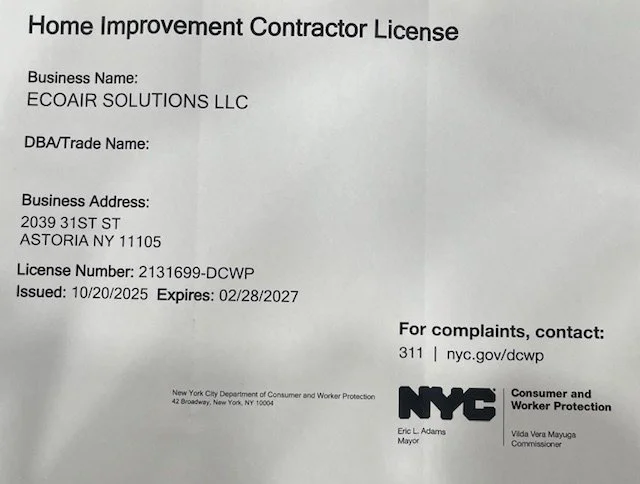 Home Improvement Contractor License
Business Name:
ECOAIR SOLUTIONS LLC
DBA/Trade Name:
Business Address:
2039 31ST ST
ASTORIA NY 11105
License Number: 2131699-DCWP
Issued: 10/20/2025 Expires: 02/28/2027
For complaints, contact:
311 | nyc.gov/dcwp
New York City Department of Consumer and Worker Protection
42 Broadway, New York, NY 10004
NYC
Consumer and
Worker Protection
Eric L. Adams
Mayor
Vilda Vera Mayuga
Commissioner